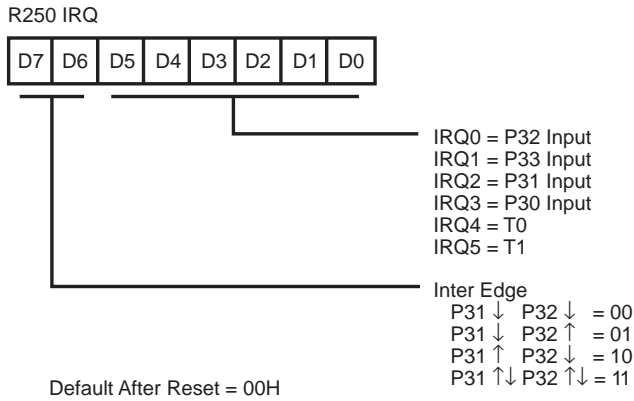 R250 IRQ
D7 D6 D5 D4 D3 D2 D1 D0
IRQ0 = P32 Input
IRQ1 = P33 Input
IRQ2 = P31 Input
IRQ3 = P30 Input
IRQ4 = T0
IRQ5 = T1
Inter Edge
P31 ↓ P32 ↓ = 00
P31 ↓ P32 ↑ = 01
P31 ↑ P32 ↓ = 10
P31 ↑↓ P32 ↑↓ = 11
Default After Reset = 00H